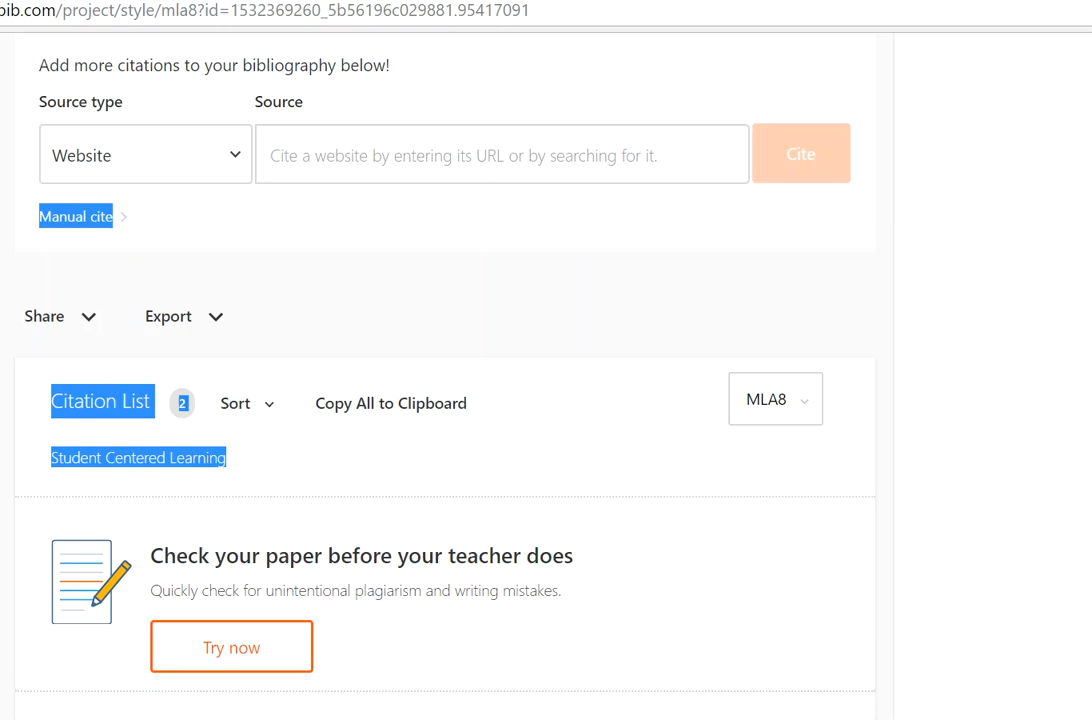 bib.com/project/style/mla8?id=1532369260_5b56196c029881.95417091
Add more citations to your bibliography below!
Source type Source
Website Cite a website by entering its URL or by searching for it. Cite
Manual cite
Share Export
Citation List 2 Sort Copy All to Clipboard MLA8
Student Centered Learning
Check your paper before your teacher does
Quickly check for unintentional plagiarism and writing mistakes.
Try now